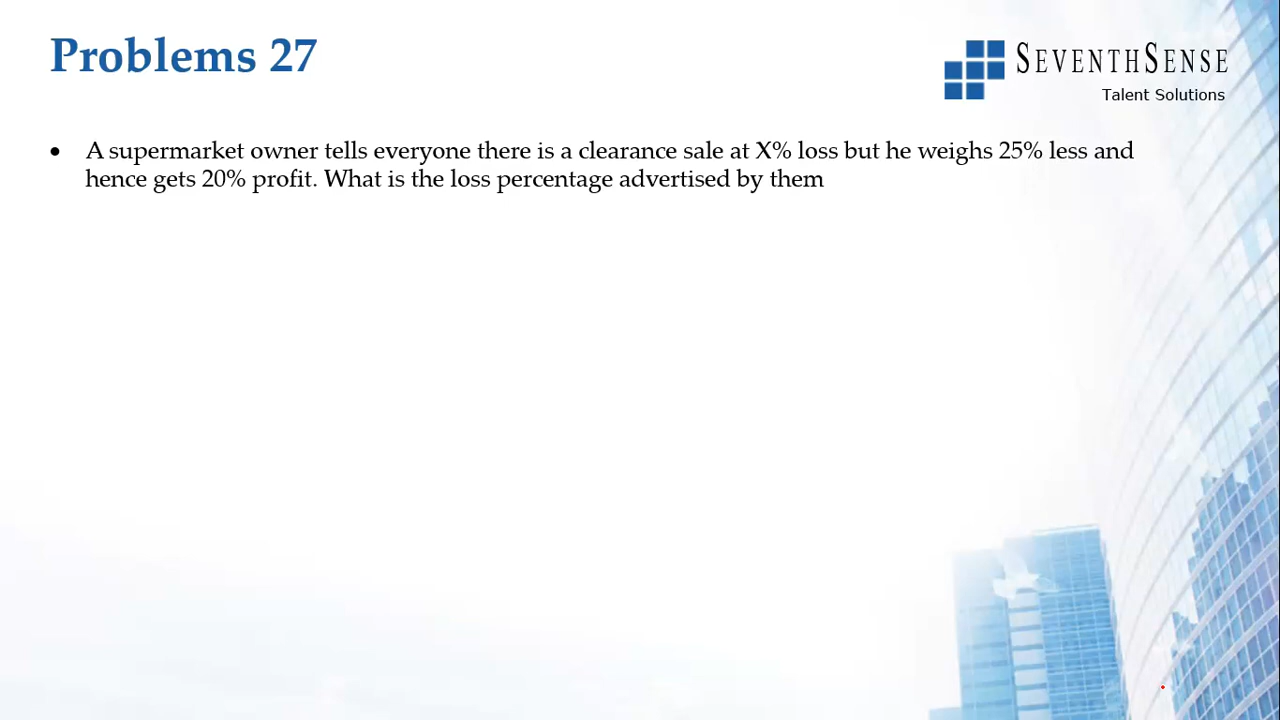 Problems 27
SEVENTHSENSE
Talent Solutions
• A supermarket owner tells everyone there is a clearance sale at X% loss but he weighs 25% less and
hence gets 20% profit. What is the loss percentage advertised by them